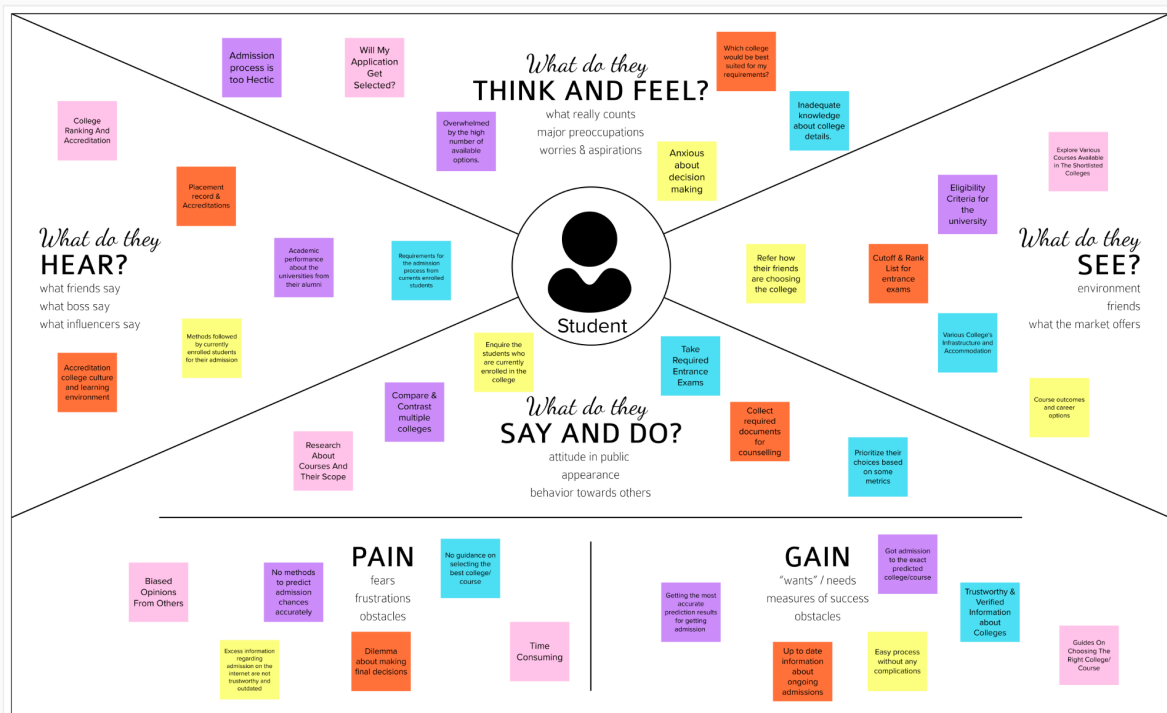 What do they
THINK AND FEEL?
what really counts
major preoccupations
worries & aspirations
Admission
process is
too Hectic
Will My
Application
Get
Selected?
Overwhelmed
by the high
number of
available
options.
Which college
would be best
suited for my
requirements?
Inadequate
knowledge
about college
details.
Anxious
about
decision
making
What do they
HEAR?
what friends say
what boss say
what influencers say
College
Ranking And
Accreditation
Placement
record &
Accreditations
Academic
performance
about the
universities from
their alumni
Requirements for
the admission
process from
currents enrolled
students
Methods followed
by currently
enrolled students
for their admission
Accreditation
college culture
and learning
environment
Student
What do they
SEE?
environment
friends
what the market offers
Explore Various
Courses Available
in The Shortlisted
Colleges
Eligibility
Criteria for
the
university
Refer how
their friends
are choosing
the college
Cutoff & Rank
List for
entrance
exams
Various College's
Infrastructure and
Accommodation
Course outcomes
and career
options
What do they
SAY AND DO?
attitude in public
appearance
behavior towards others
Enquire the
students who
are currently
enrolled in the
college
Take
Required
Entrance
Exams
Compare &
Contrast
multiple
colleges
Collect
required
documents
for
counselling
Research
About
Courses And
Their Scope
Prioritize their
choices based
on some
metrics
PAIN
fears
frustrations
obstacles
Biased
Opinions
From Others
No methods
to predict
admission
chances
accurately
No guidance on
selecting the
best college/
course
Excess information
regarding
admission on the
internet are not
trustworthy and
outdated
Dilemma
about making
final decisions
Time
Consuming
GAIN
"wants" / needs
measures of success
obstacles
Got admission
to the exact
predicted
college/course
Getting the most
accurate
prediction results
for getting
admission
Trustworthy &
Verified
Information
about
Colleges
Up to date
information
about
ongoing
admissions
Easy process
without any
complications
Guides On
Choosing The
Right College/
Course